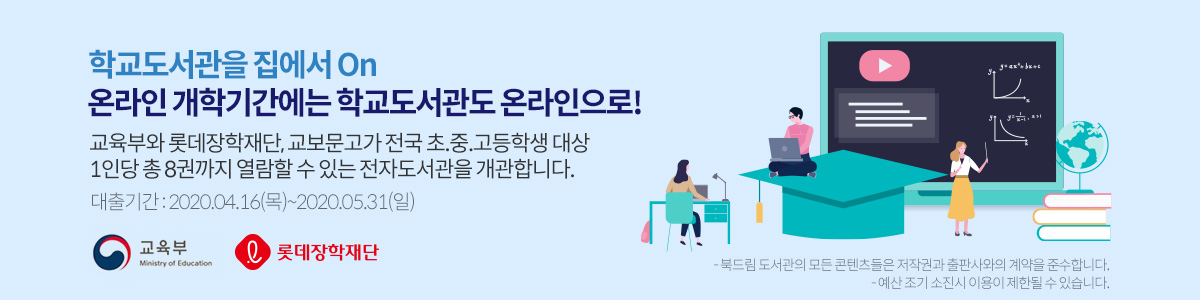 학교도서관을 집에서 On
온라인 개학기간에는 학교도서관도 온라인으로!
교육부와 롯데장학재단, 교보문고가 전국 초.중.고등학생 대상
1인당 총 8권까지 열람할 수 있는 전자도서관을 개관합니다.
대출기간 : 2020.04.16(목)~2020.05.31(일)
교육부
Ministry of Education
롯데장학재단
y=ax²+bx+c
y
x
y
x
- 북드림 도서관의 모든 콘텐츠들은 저작권과 출판사와의 계약을 준수합니다.
- 예산 조기 소진시 이용이 제한될 수 있습니다.